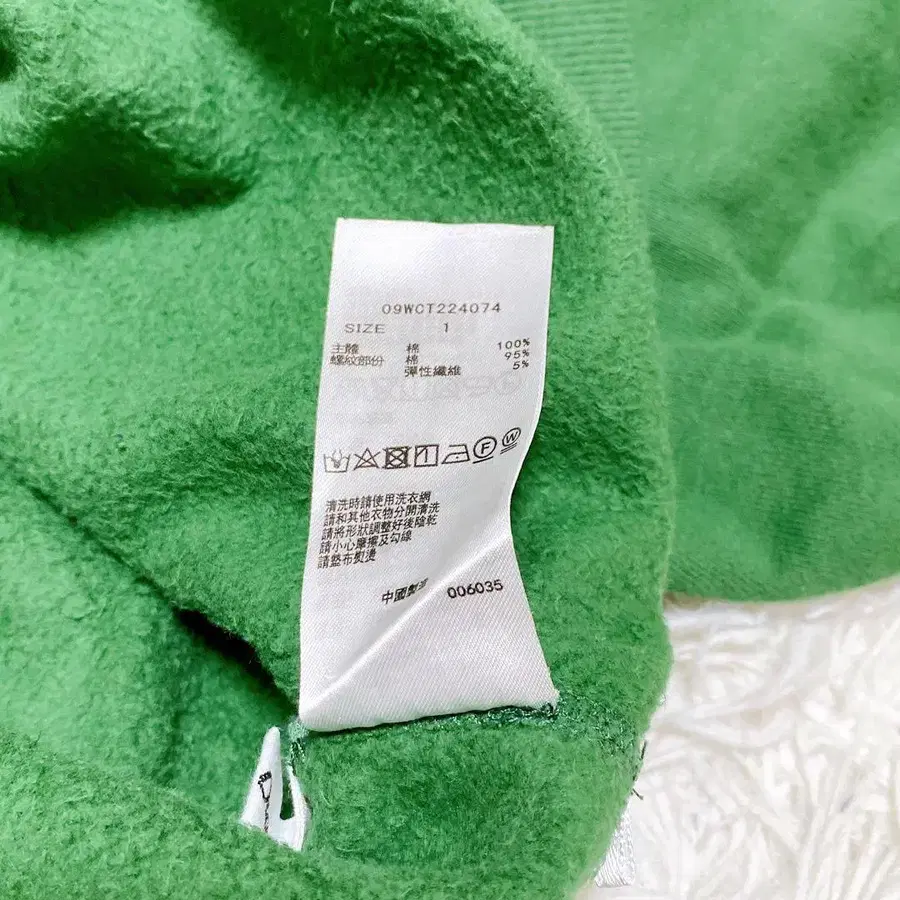 09WCT224074
SIZE 1
主體 棉 100%
螺紋部份 棉 95%
彈性纖維 5%
F W
清洗時請使用洗衣網
請和其他衣物分開清洗
請將形狀調整好後陰乾
請小心摩擦及勾線
請墊布熨燙
中國製造 006035